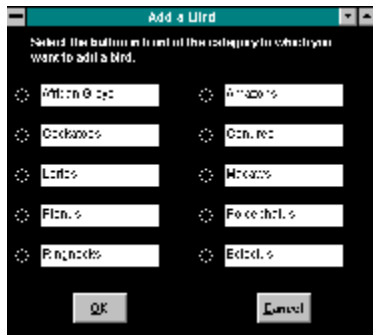 Add a Bird
Select the button in front of the category to which you
want to add a bird.
African Greys
Amazons
Cockatoos
Conures
Lories
Macaws
Pionus
Poicephalus
Ringnecks
Eclectus
OK
Cancel